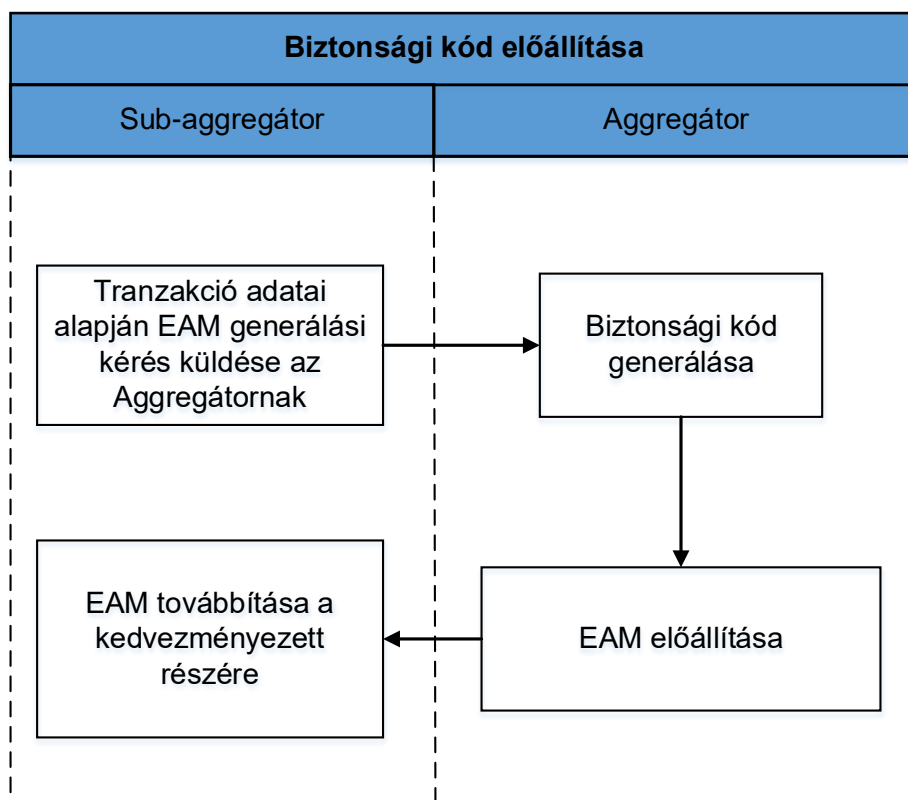 Biztonsági kód előállítása
Sub-aggregátor
Aggregátor
Tranzakció adatai
alapján EAM generálási
kérés küldése az
Aggregátornak
Biztonsági kód
generálása
EAM továbbítása a
kedvezményezett
részére
EAM előállítása